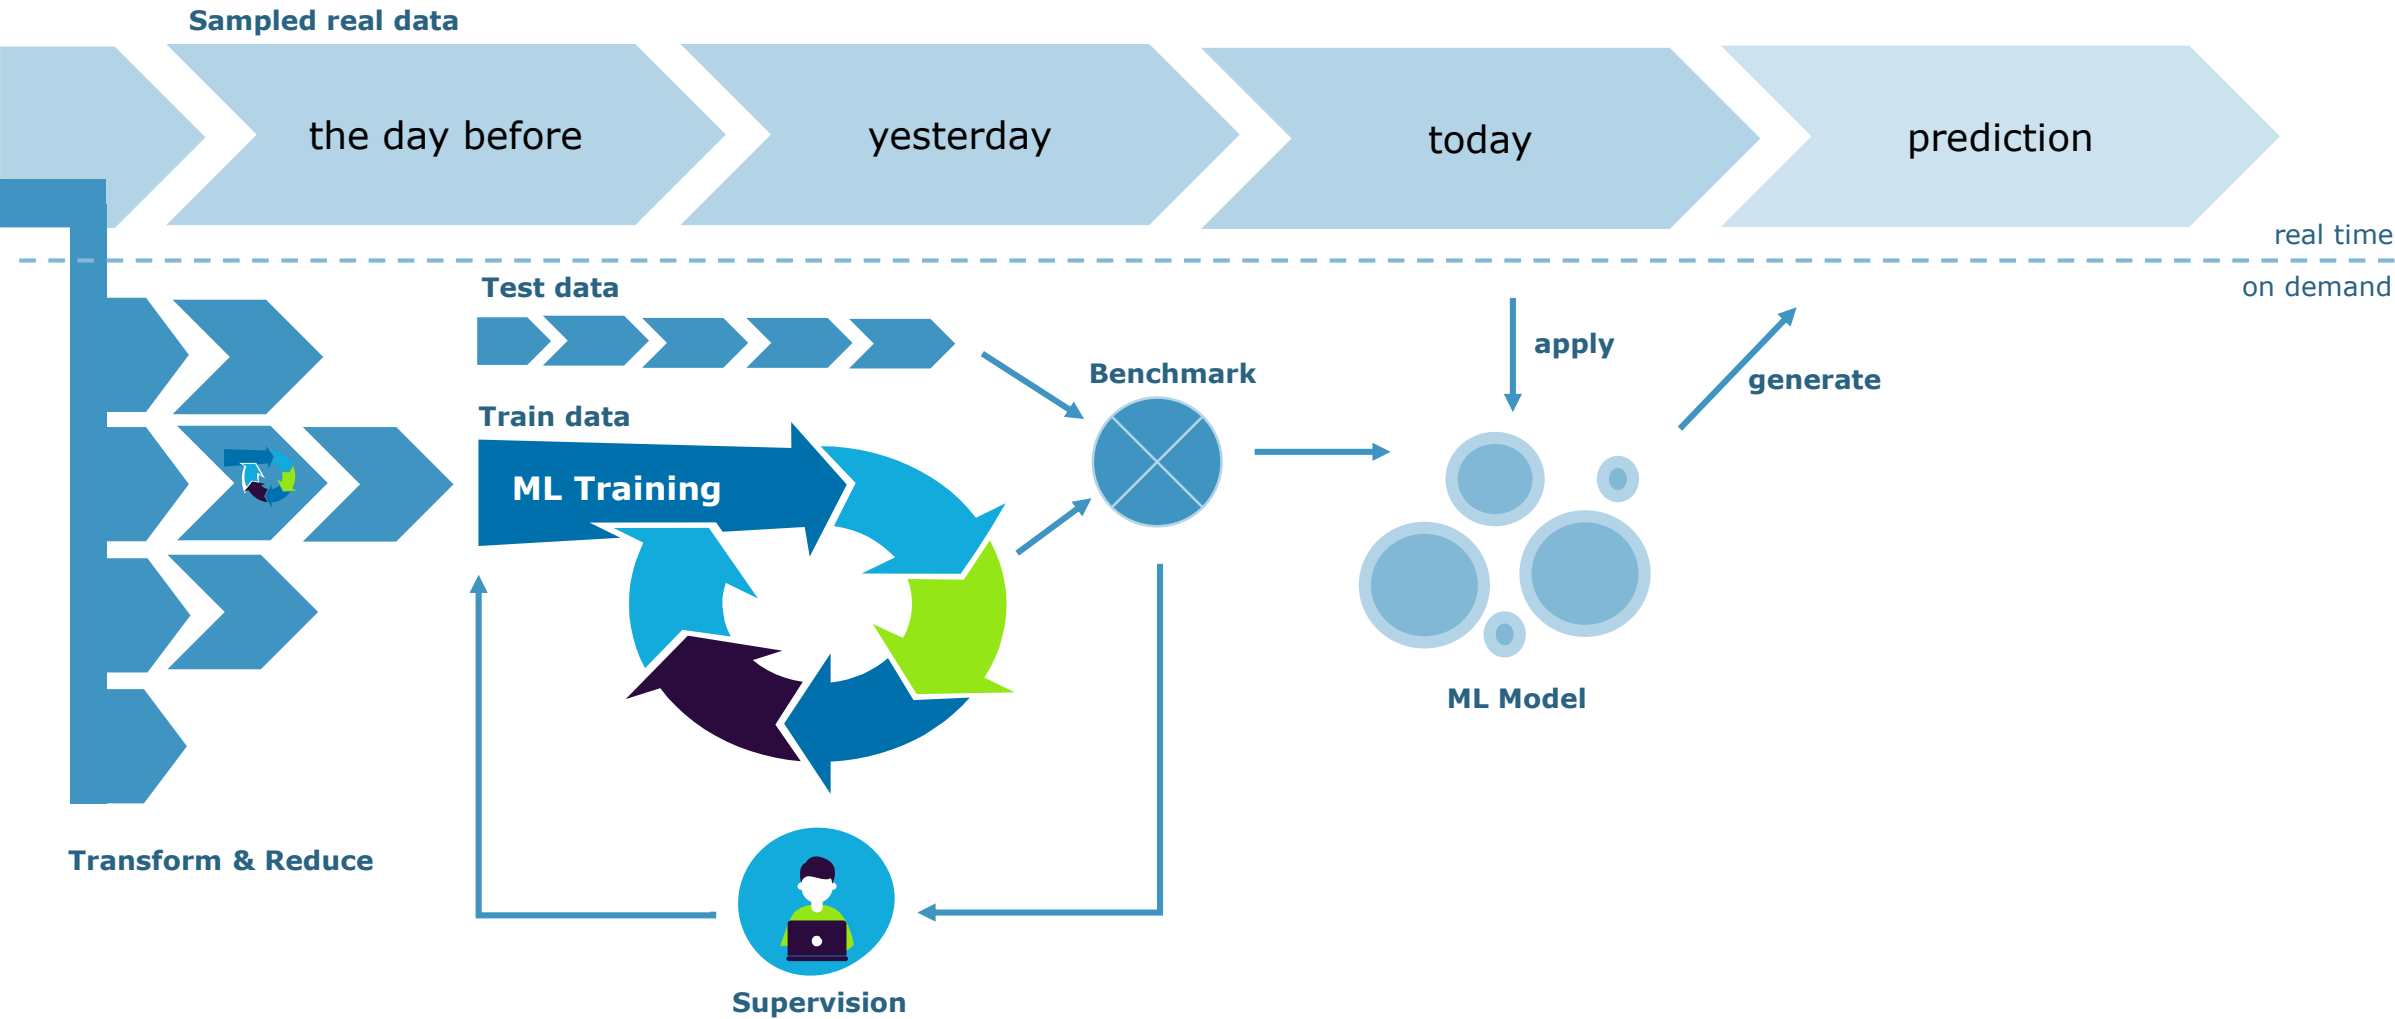 Sampled real data
the day before
yesterday
today
prediction
real time
on demand
Test data
Train data
ML Training
Benchmark
apply
generate
ML Model
Transform & Reduce
Supervision